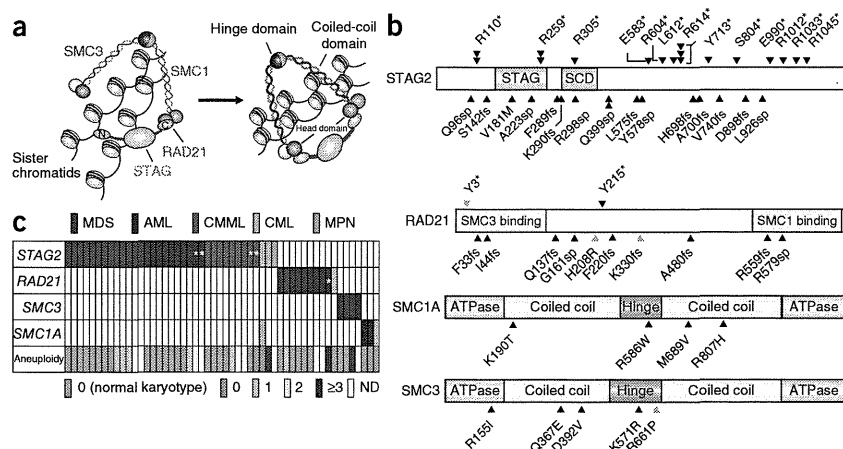 a
SMC3
SMC1
Hinge domain
Coiled-coil
domain
Head domain
RAD21
STAG
Sister
chromatids
b
R110*
R259*
R305*
E583*
R604*
L612*
R614*
Y713*
S804*
E990*
R1012*
R1033*
R1045*
STAG2
STAG
SCD
Q96sp
S142fs
V181M
A223sp
F289fs
K290fs
R298sp
Q399sp
L575fs
Y578sp
H698fs
A700fs
V740fs
D898fs
L926sp
Y3*
Y215*
RAD21
SMC3 binding
SMC1 binding
F33fs
I44fs
Q137fs
G161sp
H208R
F220fs
K330fs
A480fs
R559fs
R579sp
SMC1A
ATPase
Coiled coil
Hinge
Coiled coil
ATPase
K190T
R586W
M689V
R807H
SMC3
ATPase
Coiled coil
Hinge
Coiled coil
ATPase
R155I
Q367E
D392V
K571R
R661P
c
MDS
AML
CMML
CML
MPN
STAG2
RAD21
SMC3
SMC1A
Aneuploidy
0 (normal karyotype)
0
1
2
≥3
ND